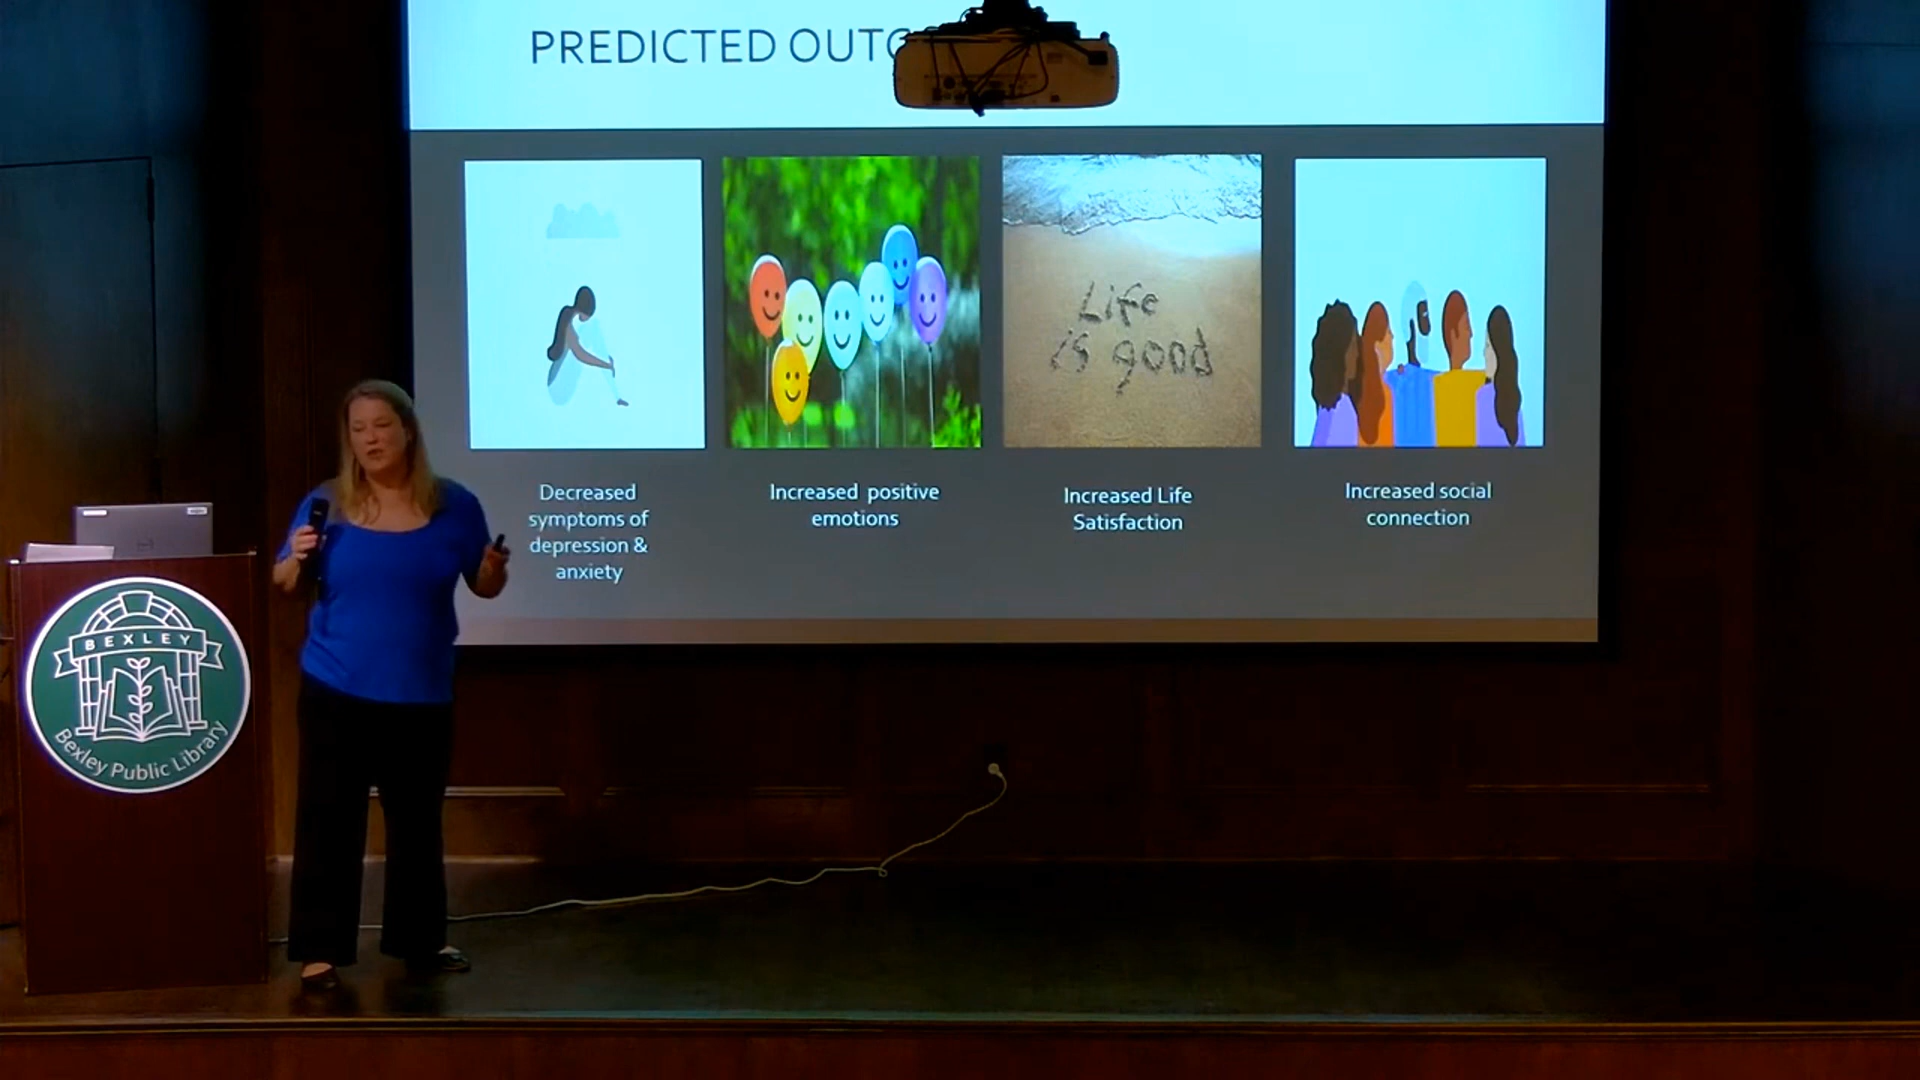 PREDICTED
Life
is good
Decreased
symptoms of
depression &
anxiety
Increased positive
emotions
Increased Life
Satisfaction
Increased social
connection
BEXLEY
Bexley Public Library